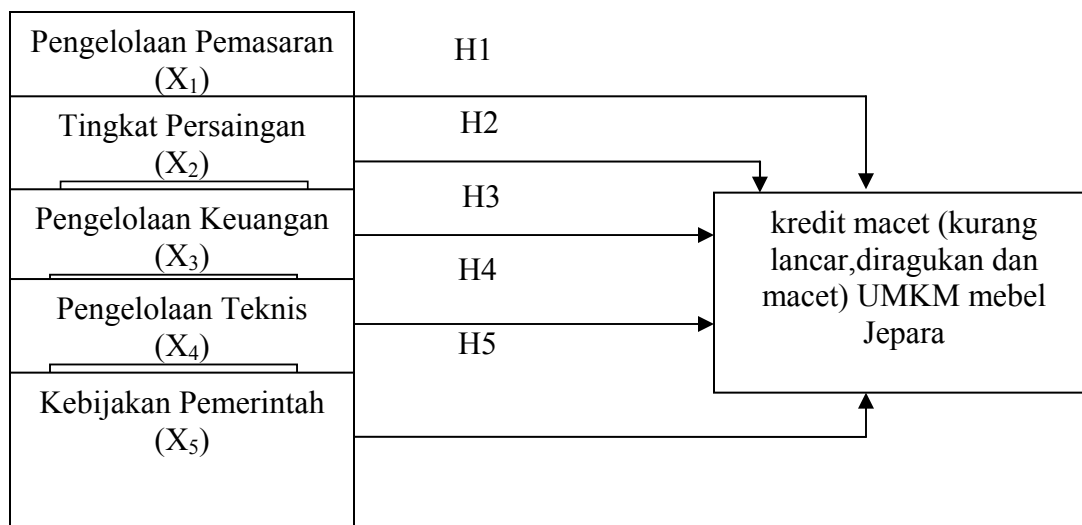 Pengelolaan Pemasaran
(X₁)
H1
Tingkat Persaingan
(X₂)
H2
Pengelolaan Keuangan
(X₃)
H3
Pengelolaan Teknis
(X₄)
H4
Kebijakan Pemerintah
(X₅)
H5
kredit macet (kurang
lancar,diragukan dan
macet) UMKM mebel
Jepara